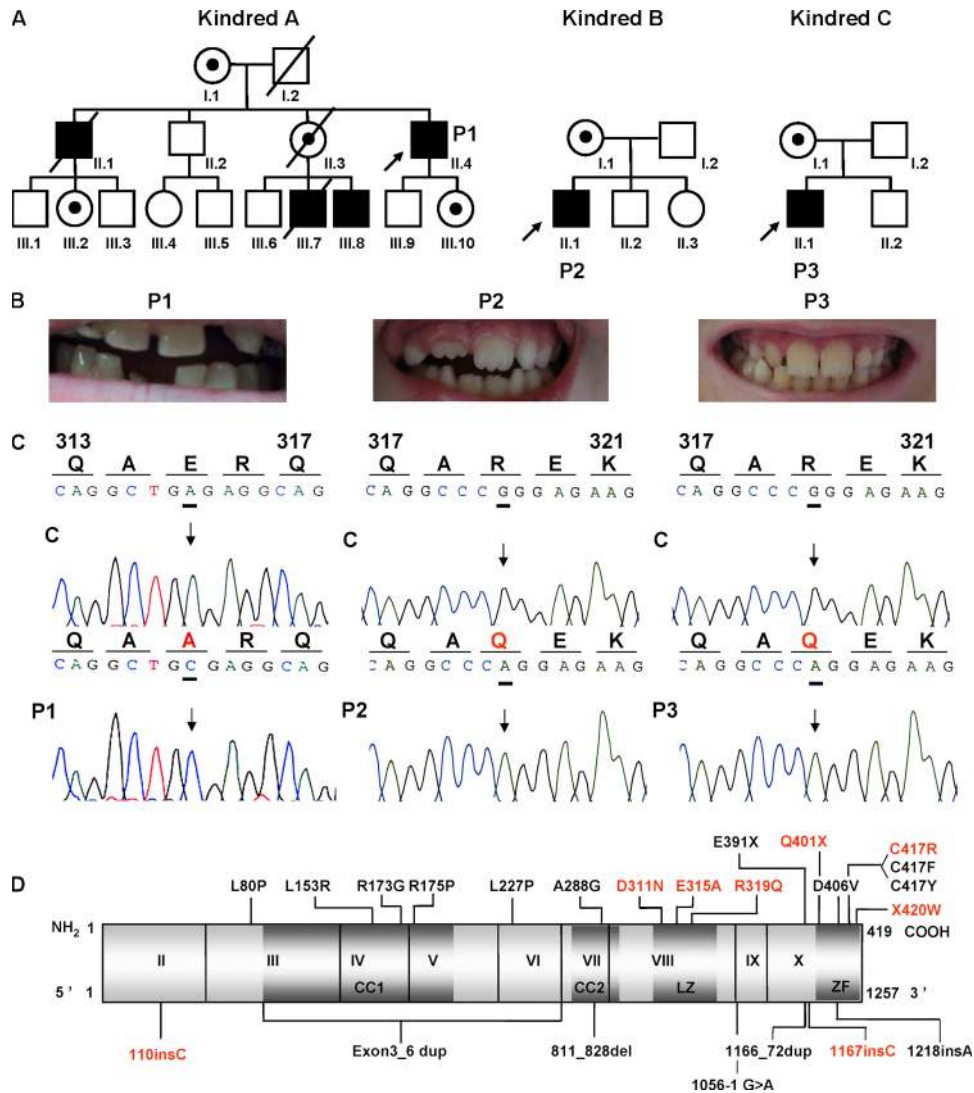 A Kindred A Kindred B Kindred C
I.1 I.2
P1
II.1 II.2 II.3 II.4
I.1 I.2 I.1 I.2
III.1 III.2 III.3 III.4 III.5 III.6 III.7 III.8 III.9 III.10
II.1 II.2 II.3 II.1 II.2
P2 P3
B P1 P2 P3
C 313 317 317 321 317 321
Q A E R Q Q A R E K Q A R E K
CAGGCTGAGAGGCAG CAGGCCCGGGAGAAG CAGGCCCGGGAGAAG
C C C
Q A A R Q Q A Q E K Q A Q E K
CAGGCTGCGAGGCAG CAGGCCCAGGAGAAG CAGGCCCAGGAGAAG
P1 P2 P3
E391X Q401X C417R
D L80P L153R R173G R175P L227P A288G D311N E315A R319Q D406V C417F
C417Y
X420W
NH2 1 419 COOH
II III IV V VI VII VIII IX X
CC1 CC2 LZ ZF
5 ' 1 1257 3 '
110insC Exon3_6 dup 811_828del 1166_72dup 1167insC 1218insA
1056-1 G>A